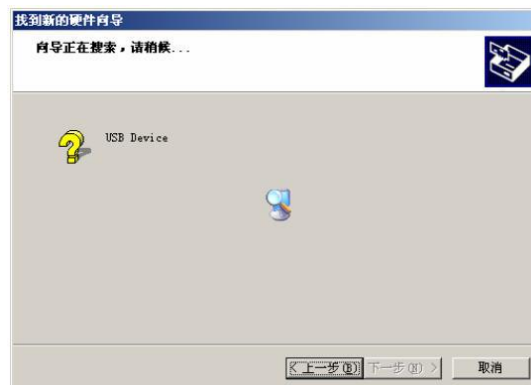 找到新的硬件向导
向导正在搜索，请稍候...
USB Device
< 上一步(B)
下一步(N) >
取消